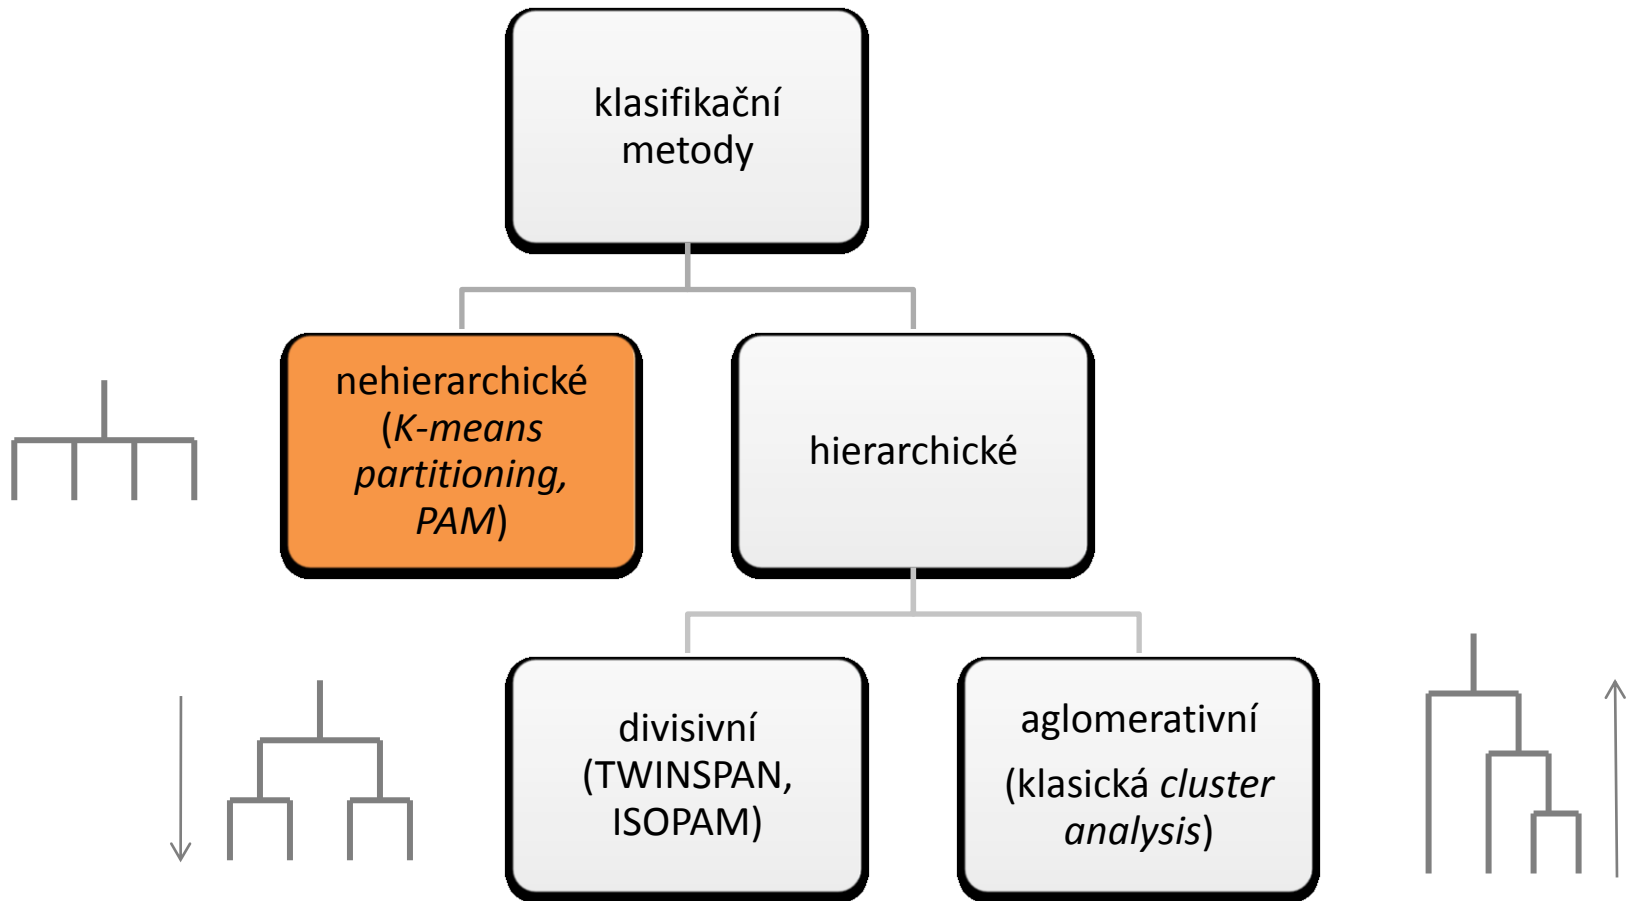 klasifikační
metody
nehierarchické
(K-means
partitioning,
PAM)
hierarchické
divisivní
(TWINSPAN,
ISOPAM)
aglomerativní
(klasická cluster
analysis)